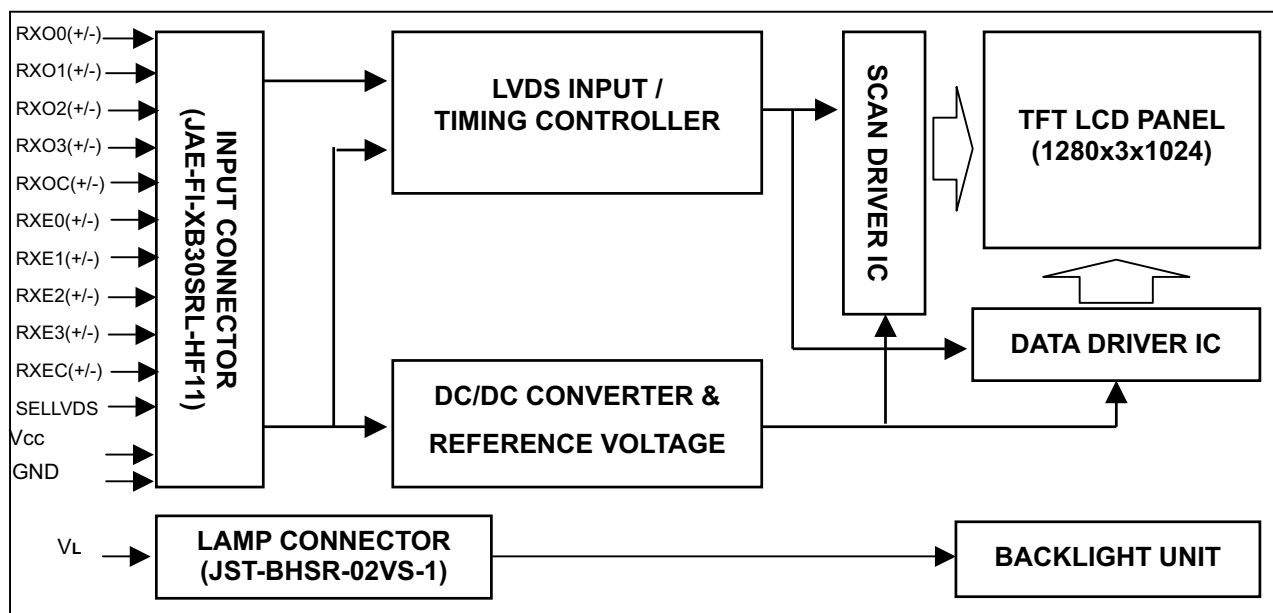 RXO0(+/-)
RXO1(+/-)
RXO2(+/-)
RXO3(+/-)
RXOC(+/-)
RXE0(+/-)
RXE1(+/-)
RXE2(+/-)
RXE3(+/-)
RXEC(+/-)
SELLVDS
Vcc
GND
INPUT CONNECTOR
(JAE-FI-XB30SRL-HF11)
LVDS INPUT /
TIMING CONTROLLER
SCAN DRIVER IC
TFT LCD PANEL
(1280x3x1024)
DATA DRIVER IC
DC/DC CONVERTER &
REFERENCE VOLTAGE
VL
LAMP CONNECTOR
(JST-BHSR-02VS-1)
BACKLIGHT UNIT